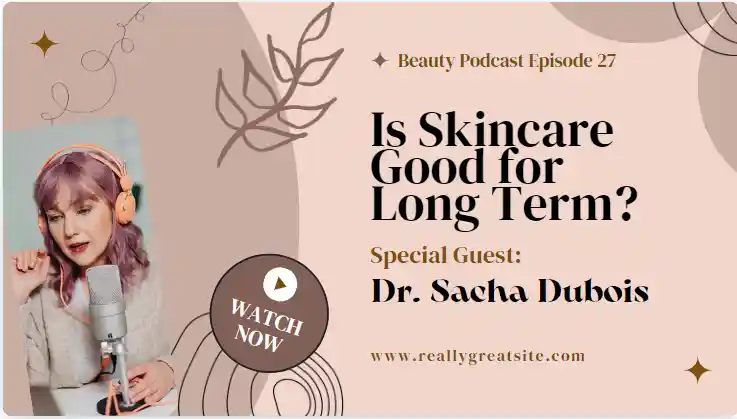 Beauty Podcast Episode 27
Is Skincare
Good for
Long Term?
Special Guest:
Dr. Sacha Dubois
WATCH
NOW
www.reallygreatsite.com